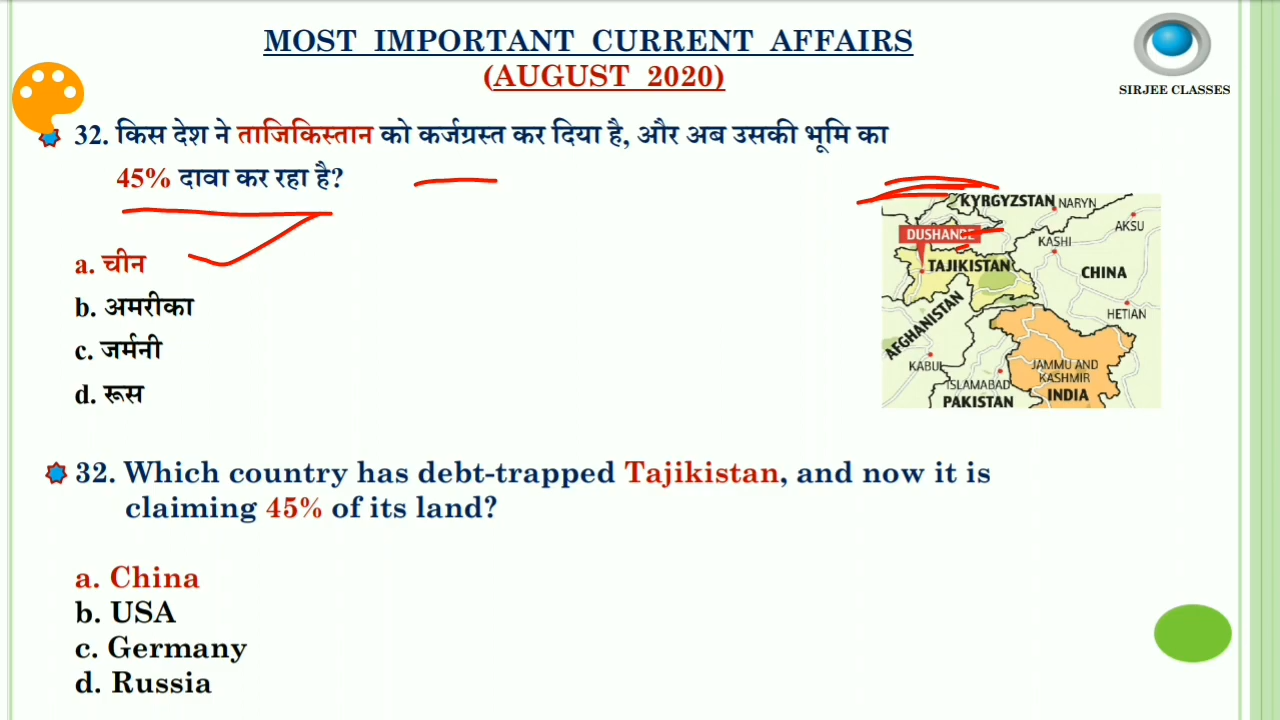 MOST IMPORTANT CURRENT AFFAIRS
(AUGUST 2020)
SIRJEE CLASSES
32. किस देश ने ताजिकिस्तान को कर्जग्रस्त कर दिया है, और अब उसकी भूमि का
45% दावा कर रहा है?
a. चीन
b. अमरीका
c. जर्मनी
d. रूस
KYRGYZSTAN
NARYN
DUSHANBE
AKSU
KASHI
TAJIKISTAN
CHINA
AFGHANISTAN
HETIAN
KABUL
JAMMU AND
KASHMIR
ISLAMABAD
INDIA
PAKISTAN
32. Which country has debt-trapped Tajikistan, and now it is
claiming 45% of its land?
a. China
b. USA
c. Germany
d. Russia